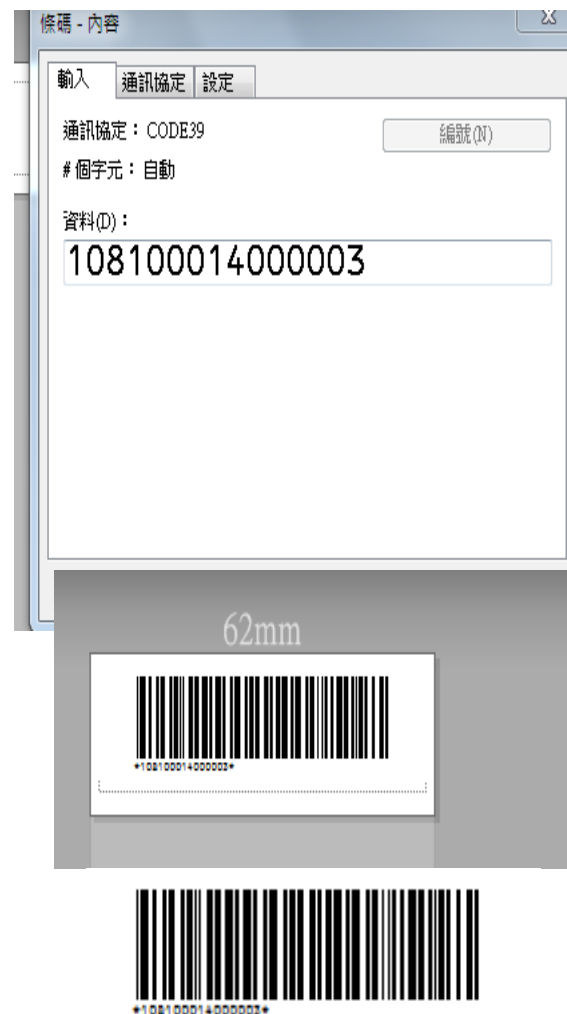 條碼 - 內容
輸入 通訊協定 設定
通訊協定：CODE39
編號(N)
# 個字元：自動
資料(D)：
108100014000003
62mm
*108100014000003*
*108100014000003*